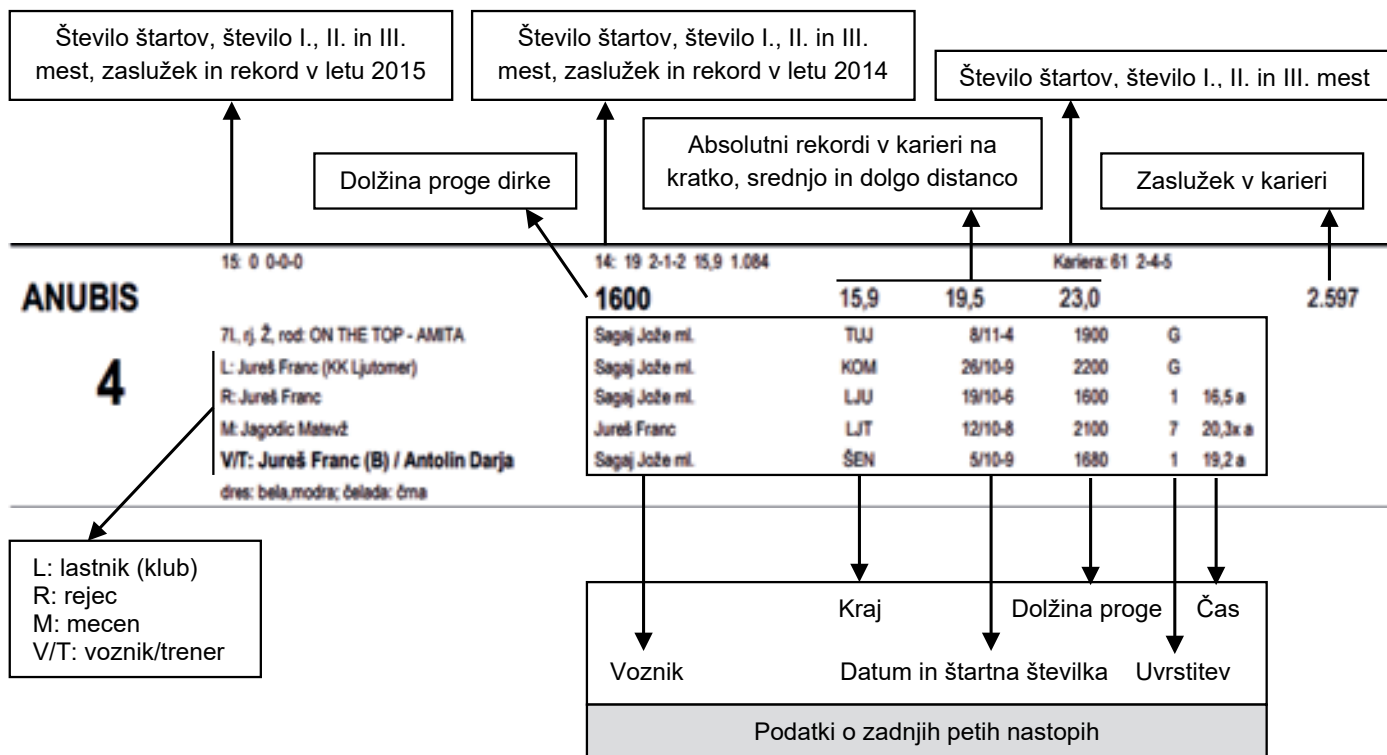 Število štartov, število I., II. in III.
mest, zaslužek in rekord v letu 2015
Število štartov, število I., II. in III.
mest, zaslužek in rekord v letu 2014
Število štartov, število I., II. in III. mest
Dolžina proge dirke
Absolutni rekordi v karieri na
kratko, srednjo in dolgo distanco
Zaslužek v karieri
15: 0 0-0-0
14: 19 2-1-2 15,9 1.084
Kariera: 61 2-4-5
ANUBIS
1600 15,9 19,5 23,0 2.597
4
7l, rj. Ž, rod: ON THE TOP - AMITA
L: Jureš Franc (KK Ljutomer)
R: Jureš Franc
M: Jagodic Matevž
V/T: Jureš Franc (B) / Antolin Darja
dres: bela,modra; čelada: črna
Sagaj Jože ml. TUJ 8/11-4 1900 G
Sagaj Jože ml. KOM 26/10-9 2200 G
Sagaj Jože ml. LJU 19/10-6 1600 1 16,5 a
Jureš Franc LJT 12/10-8 2100 7 20,3x a
Sagaj Jože ml. ŠEN 5/10-9 1680 1 19,2 a
L: lastnik (klub)
R: rejec
M: mecen
V/T: voznik/trener
Kraj Dolžina proge Čas
Voznik Datum in štartna številka Uvrstitev
Podatki o zadnjih petih nastopih